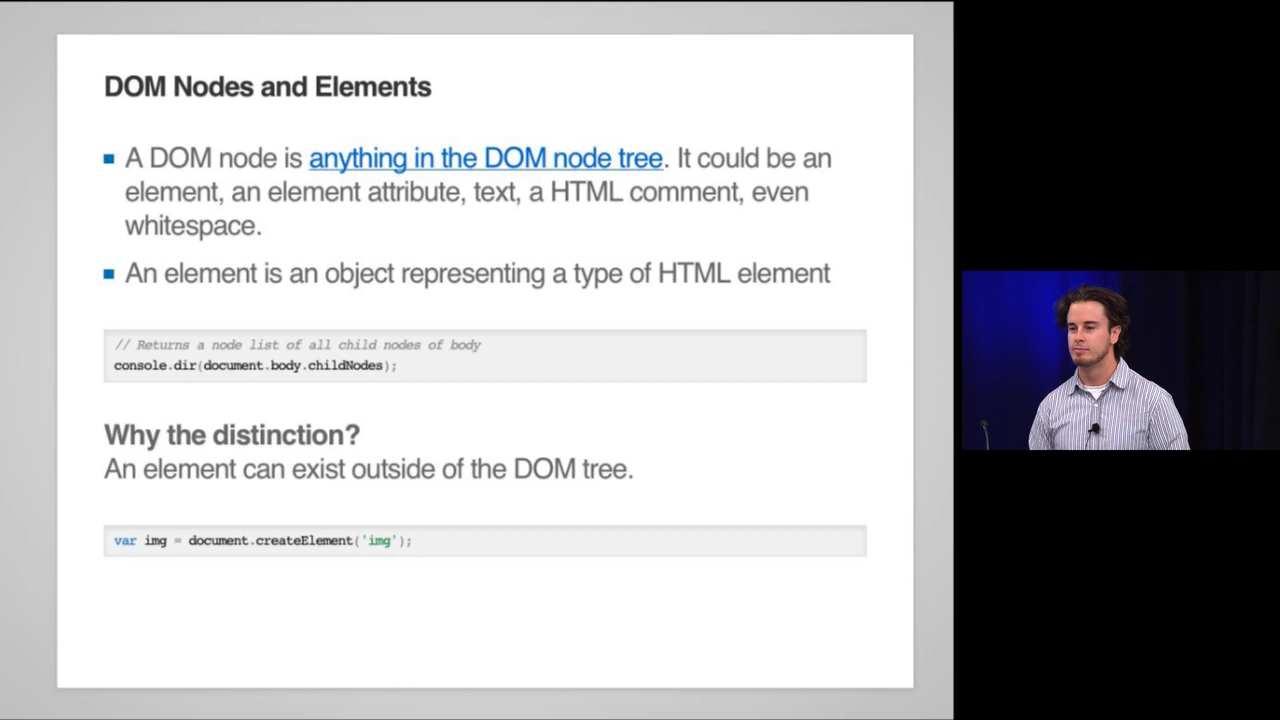 DOM Nodes and Elements
A DOM node is anything in the DOM node tree. It could be an
element, an element attribute, text, a HTML comment, even
whitespace.
An element is an object representing a type of HTML element
// Returns a node list of all child nodes of body
console.dir(document.body.childNodes);
Why the distinction?
An element can exist outside of the DOM tree.
var img = document.createElement('img');